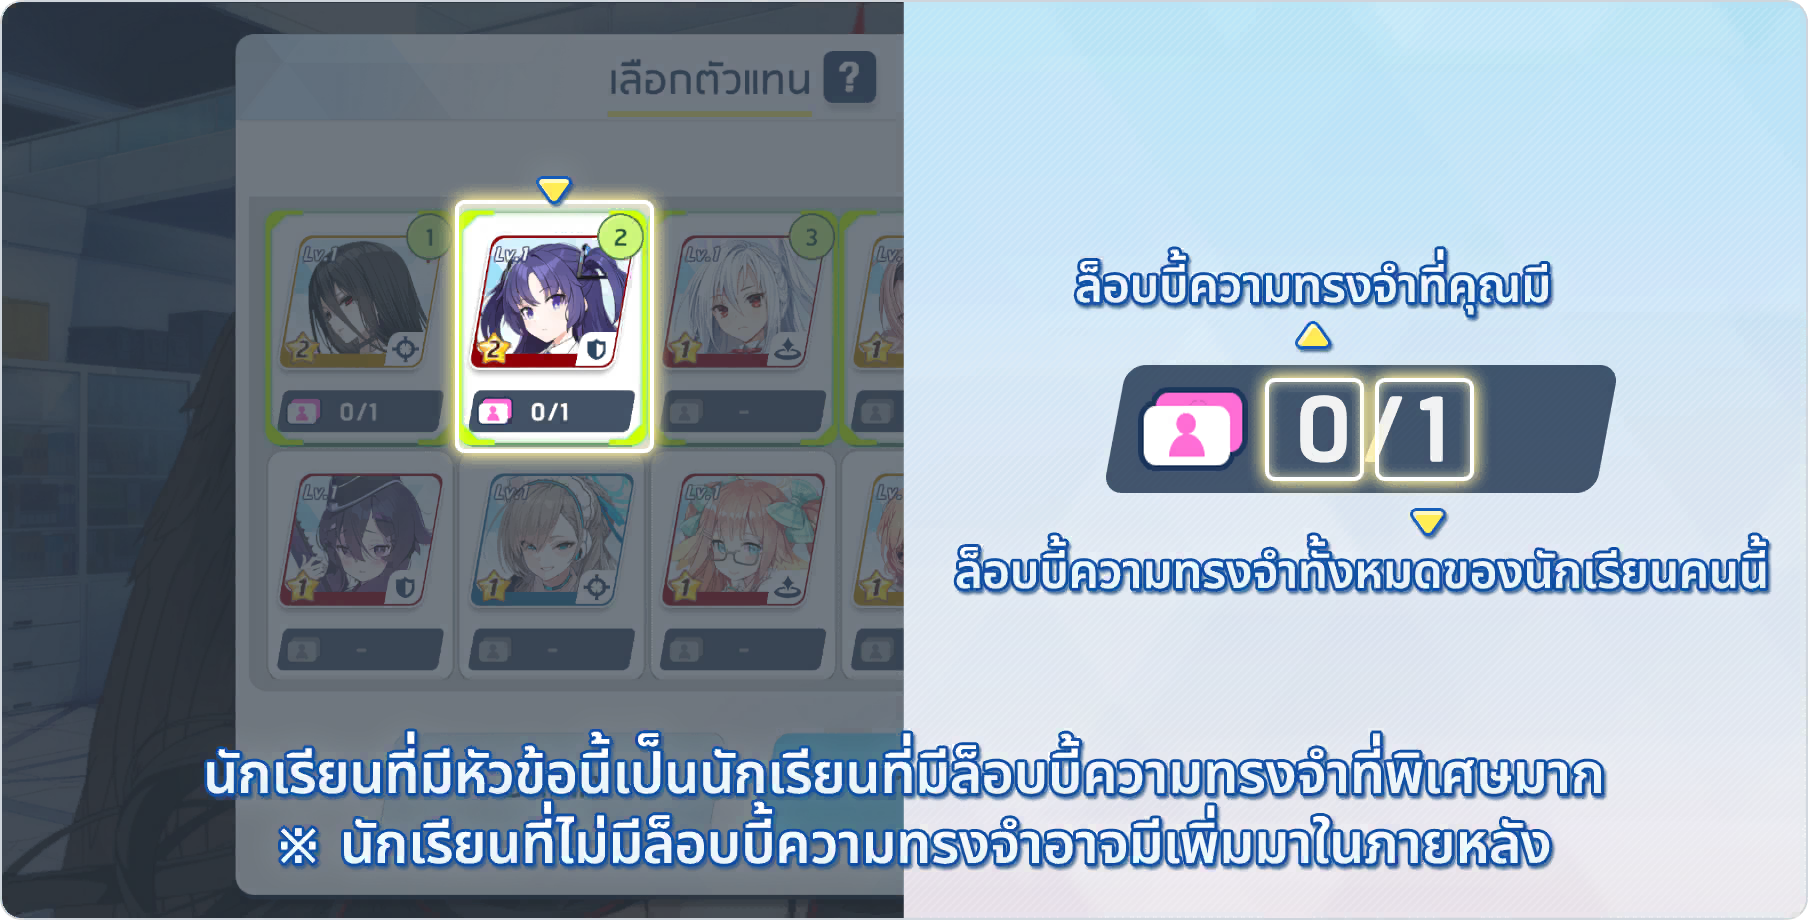 เลือกตัวแทน ?
1 2 3
Lv.1 Lv.1 Lv.1 Lv.1
2 2 1 1
0/1 0/1 -
Lv.1 Lv.1 Lv.1 Lv.1
1 1 1 1
- - -
ล็อบบี้ความทรงจำที่คุณมี
0/1
ล็อบบี้ความทรงจำทั้งหมดของนักเรียนคนนี้
นักเรียนที่มีหัวข้อนี้เป็นนักเรียนที่มีล็อบบี้ความทรงจำที่พิเศษมาก
※ นักเรียนที่ไม่มีล็อบบี้ความทรงจำอาจมีเพิ่มมาในภายหลัง